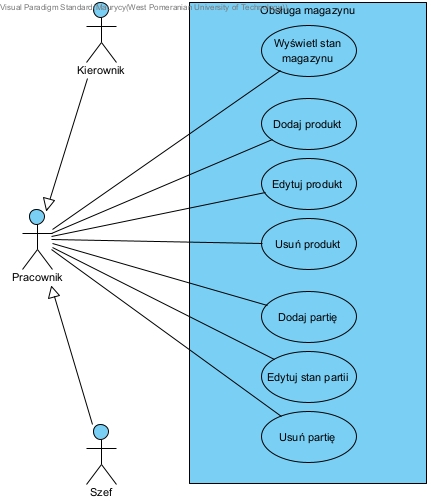 Visual Paradigm Standard(Maurycy(West Pomeranian University of Technology))
Obsługa magazynu
Kierownik
Wyświetl stan
magazynu
Dodaj produkt
Edytuj produkt
Usuń produkt
Pracownik
Dodaj partię
Edytuj stan partii
Usuń partię
Szef